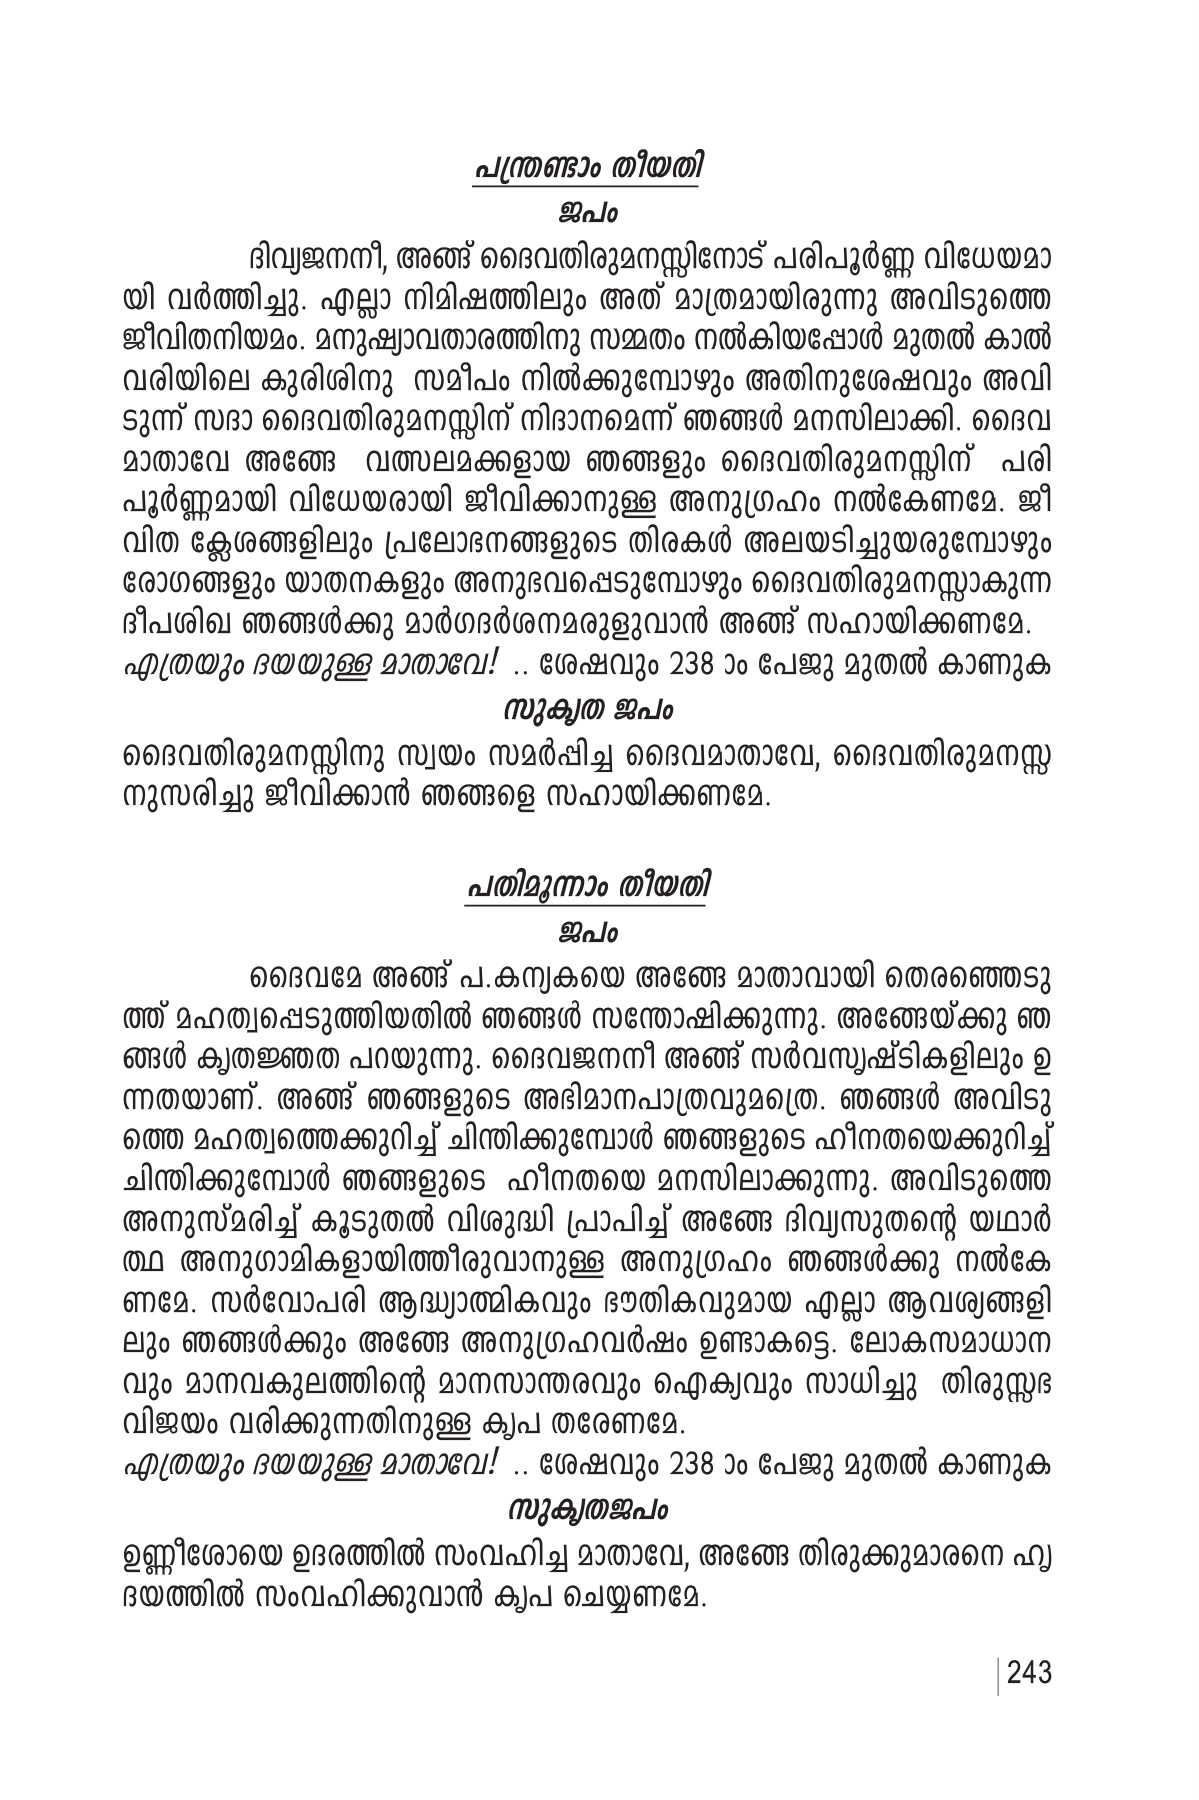 പന്ത്രണ്ടാം തീയതി
ജപം
ദിവ്യജനനീ, അങ്ങ് ദൈവതിരുമനസ്സിനോട് പരിപൂർണ്ണ വിധേയമാ
യി വർത്തിച്ചു. എല്ലാ നിമിഷത്തിലും അത് മാത്രമായിരുന്നു അവിടുത്തെ
ജീവിതനിയമം. മനുഷ്യാവതാരത്തിനു സമ്മതം നൽകിയപ്പോൾ മുതൽ കാൽ
വരിയിലെ കുരിശിനു സമീപം നിൽക്കുമ്പോഴും അതിനുശേഷവും അവി
ടുന്ന് സദാ ദൈവതിരുമനസ്സിന് നിദാനമെന്ന് ഞങ്ങൾ മനസിലാക്കി. ദൈവ
മാതാവേ അങ്ങേ വത്സലമക്കളായ ഞങ്ങളും ദൈവതിരുമനസ്സിന് പരി
പൂർണ്ണമായി വിധേയരായി ജീവിക്കാനുള്ള അനുഗ്രഹം നൽകേണമേ. ജീ
വിത ക്ലേശങ്ങളിലും പ്രലോഭനങ്ങളുടെ തിരകൾ അലയടിച്ചുയരുമ്പോഴും
രോഗങ്ങളും യാതനകളും അനുഭവപ്പെടുമ്പോഴും ദൈവതിരുമനസ്സാകുന്ന
ദീപശിഖ ഞങ്ങൾക്കു മാർഗദർശനമരുളുവാൻ അങ്ങ് സഹായിക്കണമേ.
എത്രയും ദയയുള്ള മാതാവേ! .. ശേഷവും 238 ാം പേജു മുതൽ കാണുക
സുകൃത ജപം
ദൈവതിരുമനസ്സിനു സ്വയം സമർപ്പിച്ച ദൈവമാതാവേ, ദൈവതിരുമനസ്സ
നുസരിച്ചു ജീവിക്കാൻ ഞങ്ങളെ സഹായിക്കണമേ.
പതിമൂന്നാം തീയതി
ജപം
ദൈവമേ അങ്ങ് പ.കന്യകയെ അങ്ങേ മാതാവായി തെരഞ്ഞെടു
ത്ത് മഹത്വപ്പെടുത്തിയതിൽ ഞങ്ങൾ സന്തോഷിക്കുന്നു. അങ്ങേയ്ക്കു ഞ
ങ്ങൾ കൃതജ്ഞത പറയുന്നു. ദൈവജനനീ അങ്ങ് സർവസൃഷ്ടികളിലും ഉ
ന്നതയാണ്. അങ്ങ് ഞങ്ങളുടെ അഭിമാനപാത്രവുമത്രെ. ഞങ്ങൾ അവിടു
ത്തെ മഹത്വത്തെക്കുറിച്ച് ചിന്തിക്കുമ്പോൾ ഞങ്ങളുടെ ഹീനതയെക്കുറിച്ച്
ചിന്തിക്കുമ്പോൾ ഞങ്ങളുടെ ഹീനതയെ മനസിലാക്കുന്നു. അവിടുത്തെ
അനുസ്മരിച്ച് കൂടുതൽ വിശുദ്ധി പ്രാപിച്ച് അങ്ങേ ദിവ്യസുതന്റെ യഥാർ
ത്ഥ അനുഗാമികളായിത്തീരുവാനുള്ള അനുഗ്രഹം ഞങ്ങൾക്കു നൽകേ
ണമേ. സർവോപരി ആദ്ധ്യാത്മികവും ഭൗതികവുമായ എല്ലാ ആവശ്യങ്ങളി
ലും ഞങ്ങൾക്കും അങ്ങേ അനുഗ്രഹവർഷം ഉണ്ടാകട്ടെ. ലോകസമാധാന
വും മാനവകുലത്തിന്റെ മാനസാന്തരവും ഐക്യവും സാധിച്ചു തിരുസ്സഭ
വിജയം വരിക്കുന്നതിനുള്ള കൃപ തരേണമേ.
എത്രയും ദയയുള്ള മാതാവേ! .. ശേഷവും 238 ാം പേജു മുതൽ കാണുക
സുകൃതജപം
ഉണ്ണീശോയെ ഉദരത്തിൽ സംവഹിച്ച മാതാവേ, അങ്ങേ തിരുക്കുമാരനെ ഹൃ
ദയത്തിൽ സംവഹിക്കുവാൻ കൃപ ചെയ്യണമേ.
243